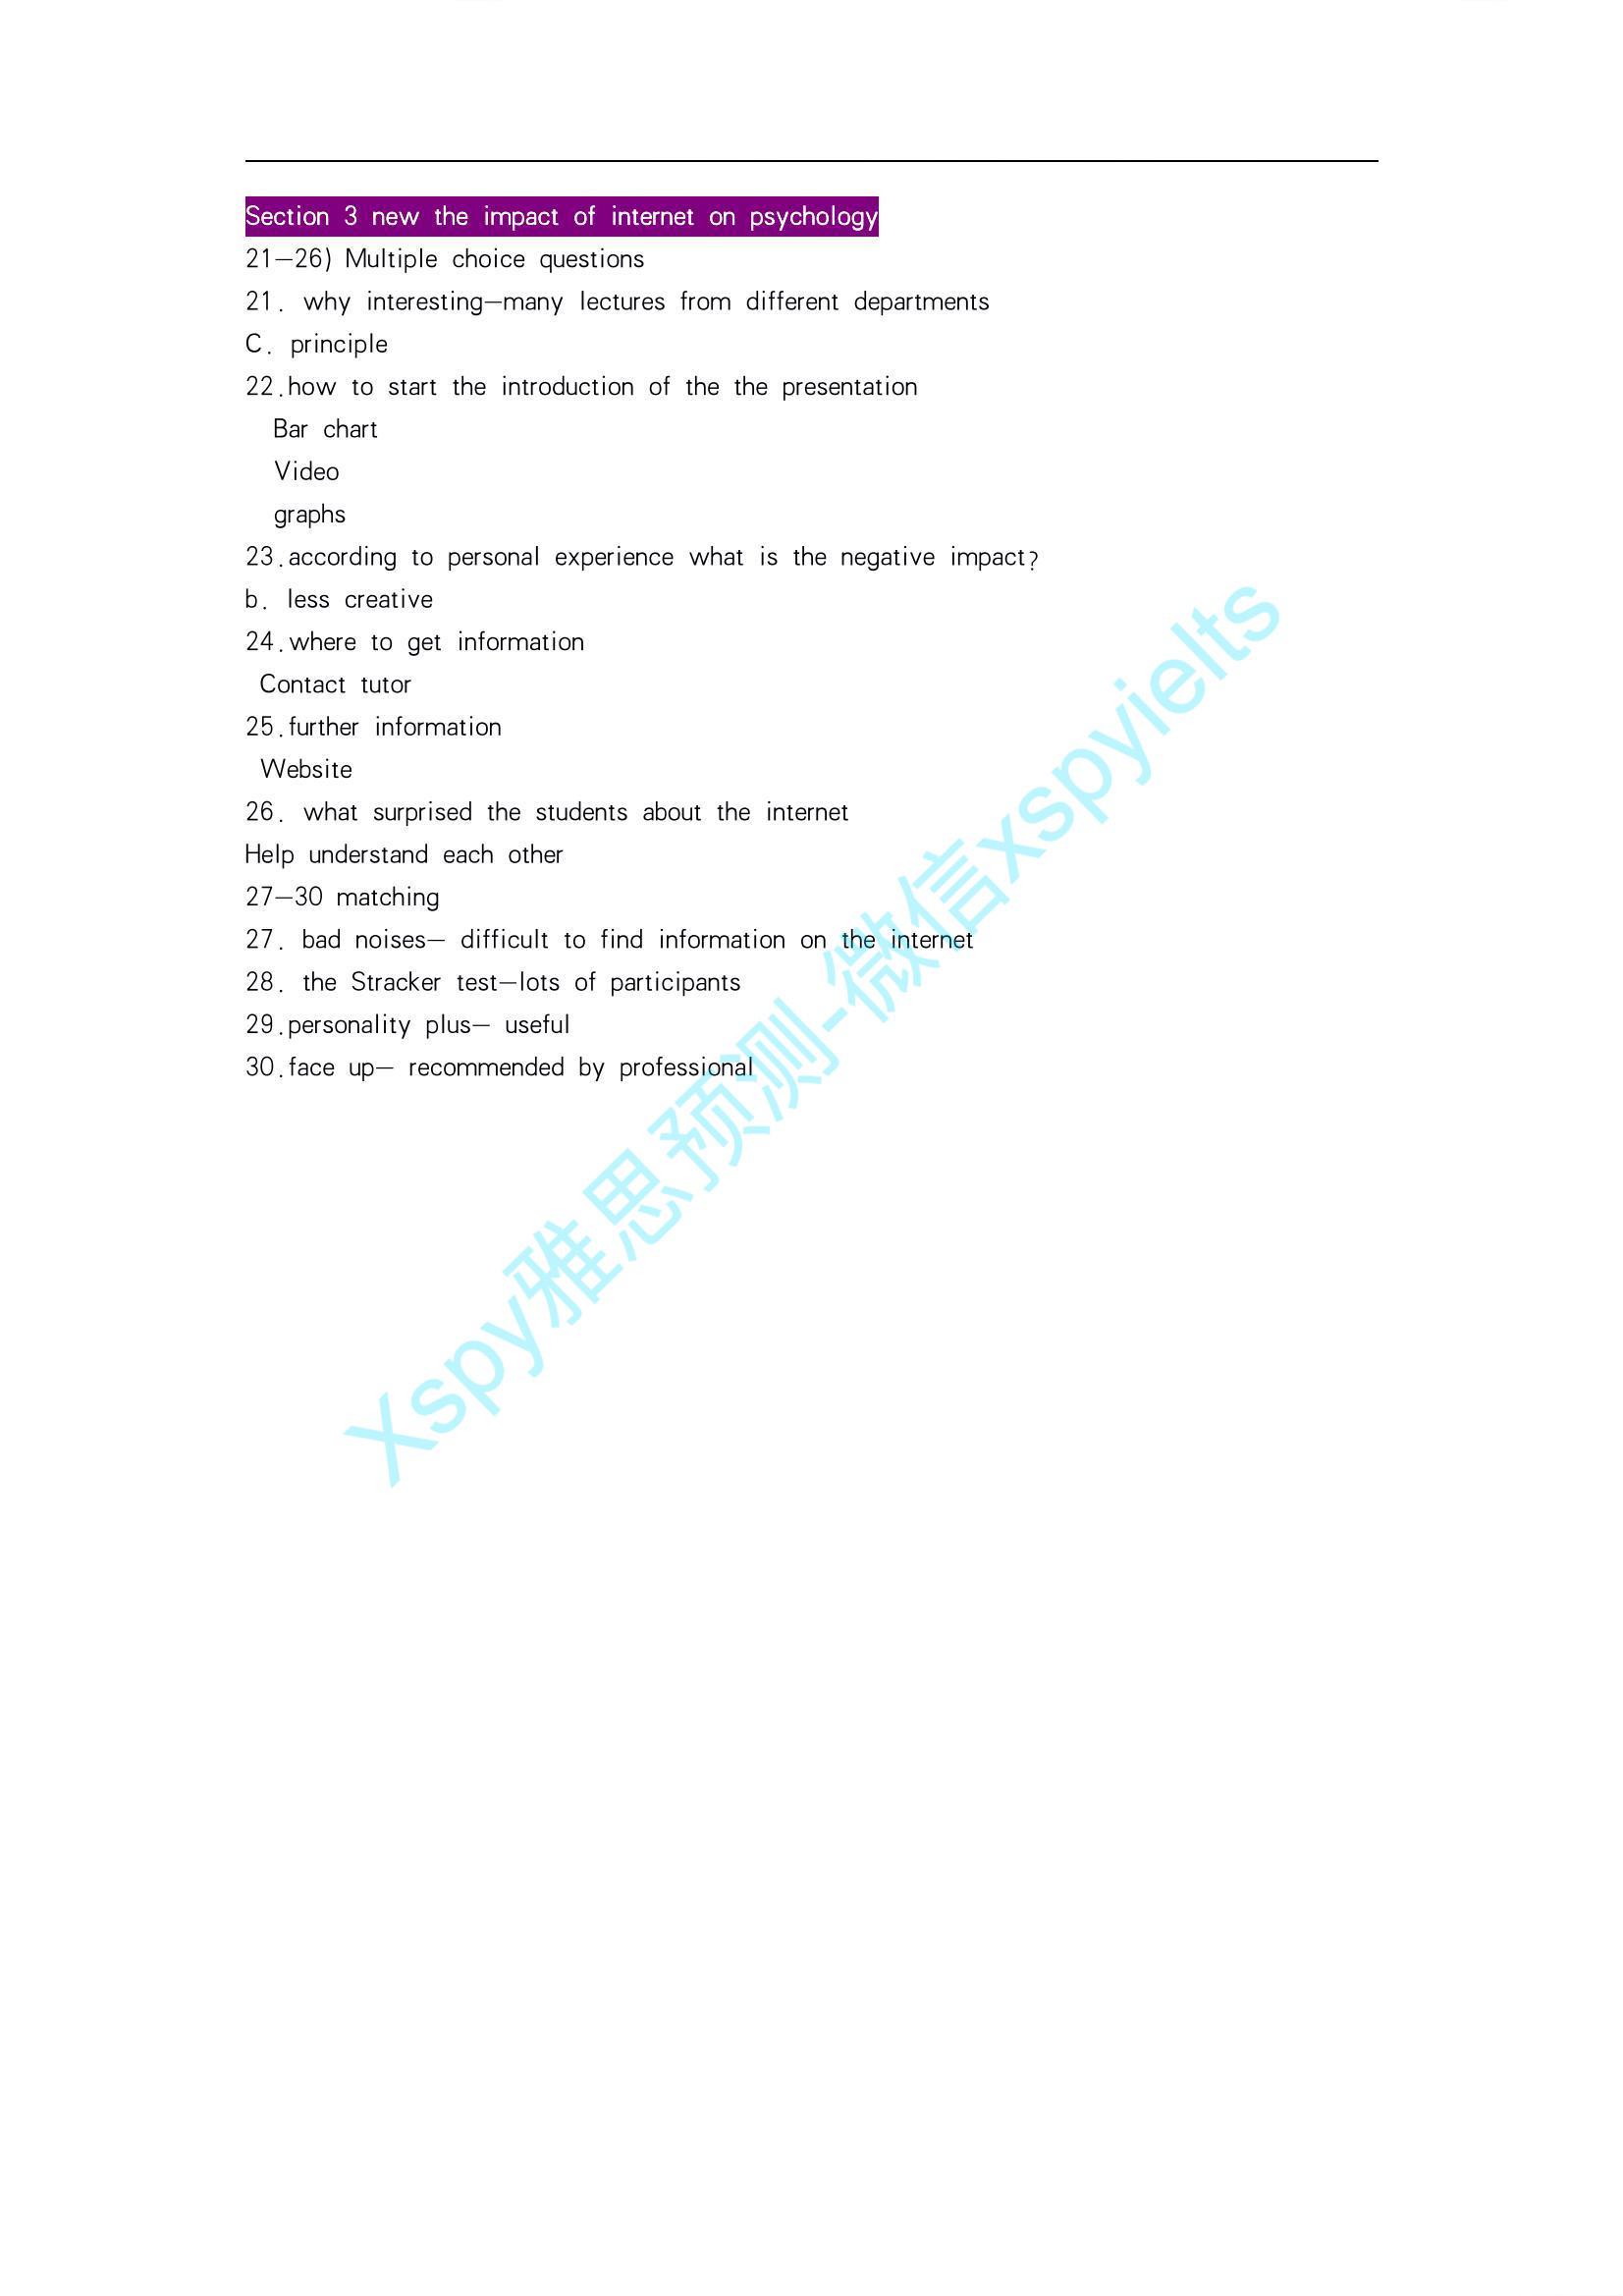 Section 3 new the impact of internet on psychology
21—26) Multiple choice questions
21. why interesting—many lectures from different departments
C. principle
22.how to start the introduction of the the presentation
Bar chart
Video
graphs
23.according to personal experience what is the negative impact?
b. less creative
24.where to get information
Contact tutor
25.further information
Website
26. what surprised the students about the internet
Help understand each other
27—30 matching
27. bad noises— difficult to find information on the internet
28. the Stracker test—lots of participants
29.personality plus— useful
30.face up— recommended by professional
Xspy雅思预测-微信xspyielts